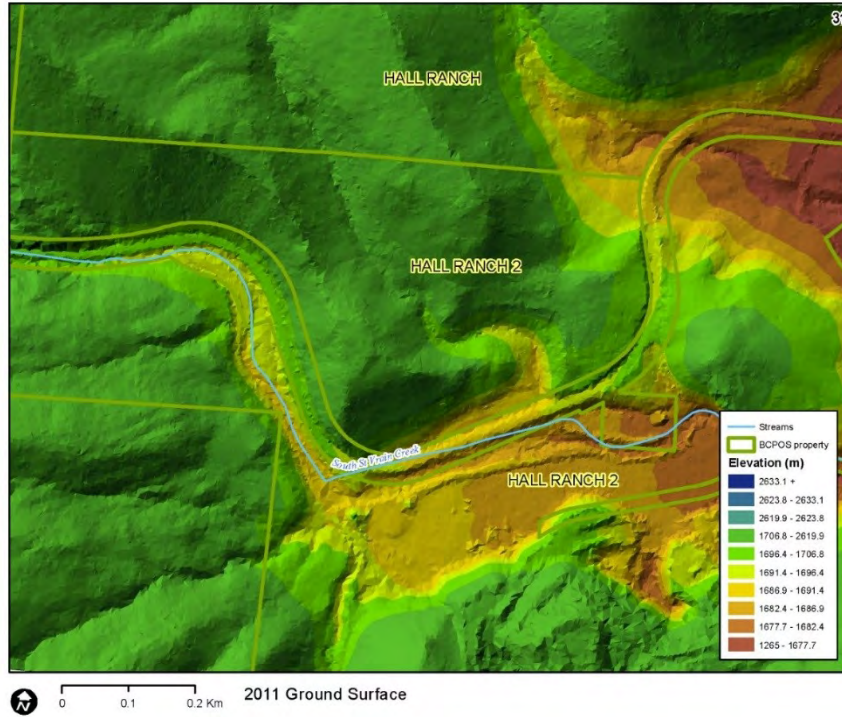 31
HALL RANCH
HALL RANCH 2
South St Vrain Creek
HALL RANCH 2
Streams
BCPOS property
Elevation (m)
2633.1 +
2623.8 - 2633.1
2619.9 - 2623.8
1706.8 - 2619.9
1696.4 - 1706.8
1691.4 - 1696.4
1686.9 - 1691.4
1682.4 - 1686.9
1677.7 - 1682.4
1265 - 1677.7
N
0 0.1 0.2 Km
2011 Ground Surface